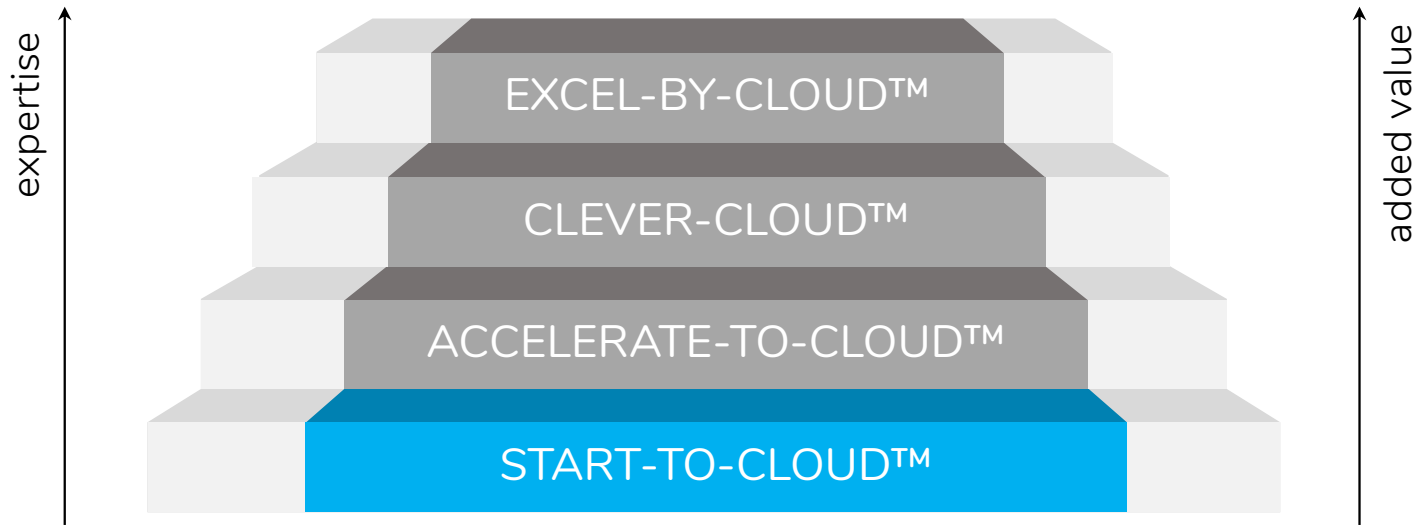 expertise
EXCEL-BY-CLOUD™
CLEVER-CLOUD™
ACCELERATE-TO-CLOUD™
START-TO-CLOUD™
added value